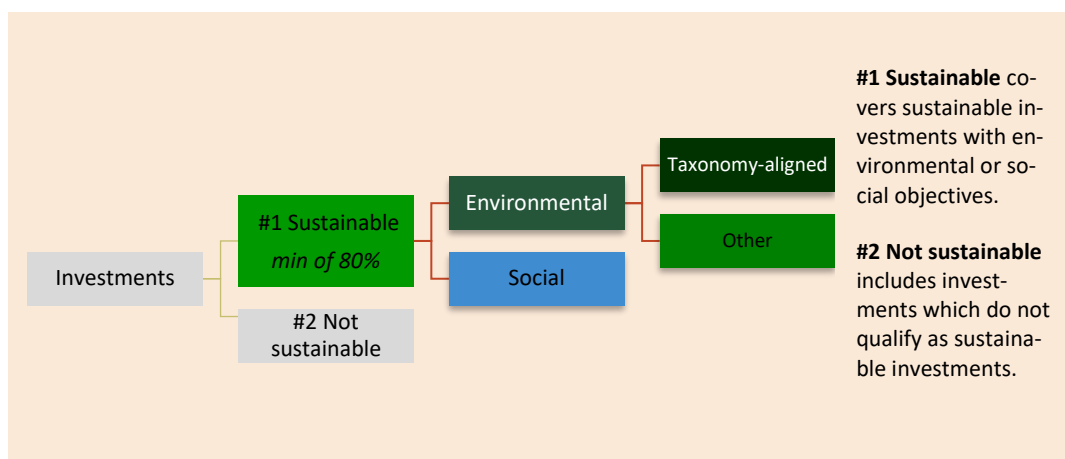 Investments
#1 Sustainable
min of 80%
#2 Not
sustainable
Environmental
Social
Taxonomy-aligned
Other
#1 Sustainable co-
vers sustainable in-
vestments with en-
vironmental or so-
cial objectives.
#2 Not sustainable
includes invest-
ments which do not
qualify as sustaina-
ble investments.